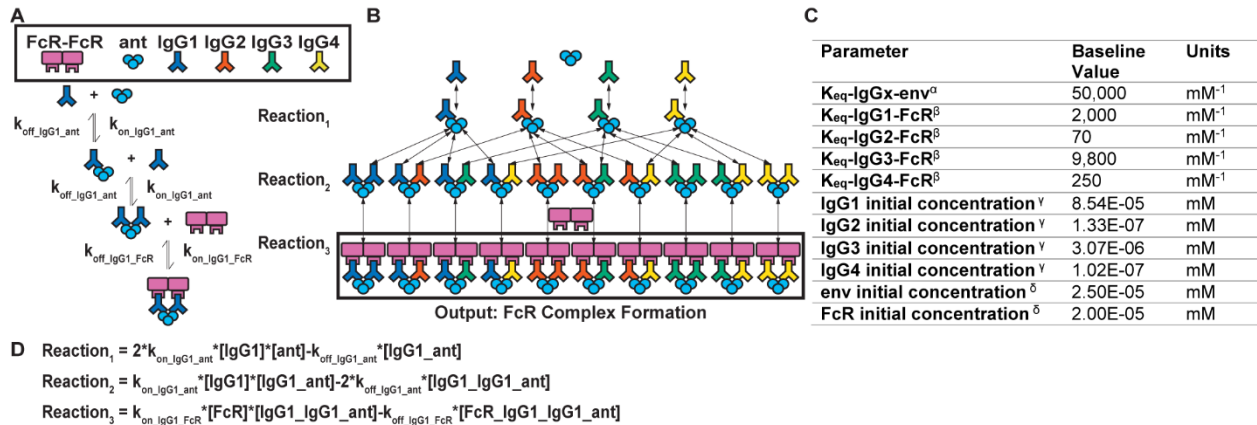 A
FcR-FcR ant IgG1 IgG2 IgG3 IgG4
+
k_off_IgG1_ant k_on_IgG1_ant
+
k_off_IgG1_ant k_on_IgG1_ant
+
k_off_IgG1_FcR k_on_IgG1_FcR
B
Reaction₁
Reaction₂
Reaction₃
Output: FcR Complex Formation
C
Parameter Baseline Value Units
Keq-IgGx-env^α 50,000 mM⁻¹
Keq-IgG1-FcR^β 2,000 mM⁻¹
Keq-IgG2-FcR^β 70 mM⁻¹
Keq-IgG3-FcR^β 9,800 mM⁻¹
Keq-IgG4-FcR^β 250 mM⁻¹
IgG1 initial concentration ^γ 8.54E-05 mM
IgG2 initial concentration ^γ 1.33E-07 mM
IgG3 initial concentration ^γ 3.07E-06 mM
IgG4 initial concentration ^γ 1.02E-07 mM
env initial concentration ^δ 2.50E-05 mM
FcR initial concentration ^δ 2.00E-05 mM
D
Reaction₁ = 2*k_on_IgG1_ant*[IgG1]*[ant]-k_off_IgG1_ant*[IgG1_ant]
Reaction₂ = k_on_IgG1_ant*[IgG1]*[IgG1_ant]-2*k_off_IgG1_ant*[IgG1_IgG1_ant]
Reaction₃ = k_on_IgG1_FcR*[FcR]*[IgG1_IgG1_ant]-k_off_IgG1_FcR*[FcR_IgG1_IgG1_ant]